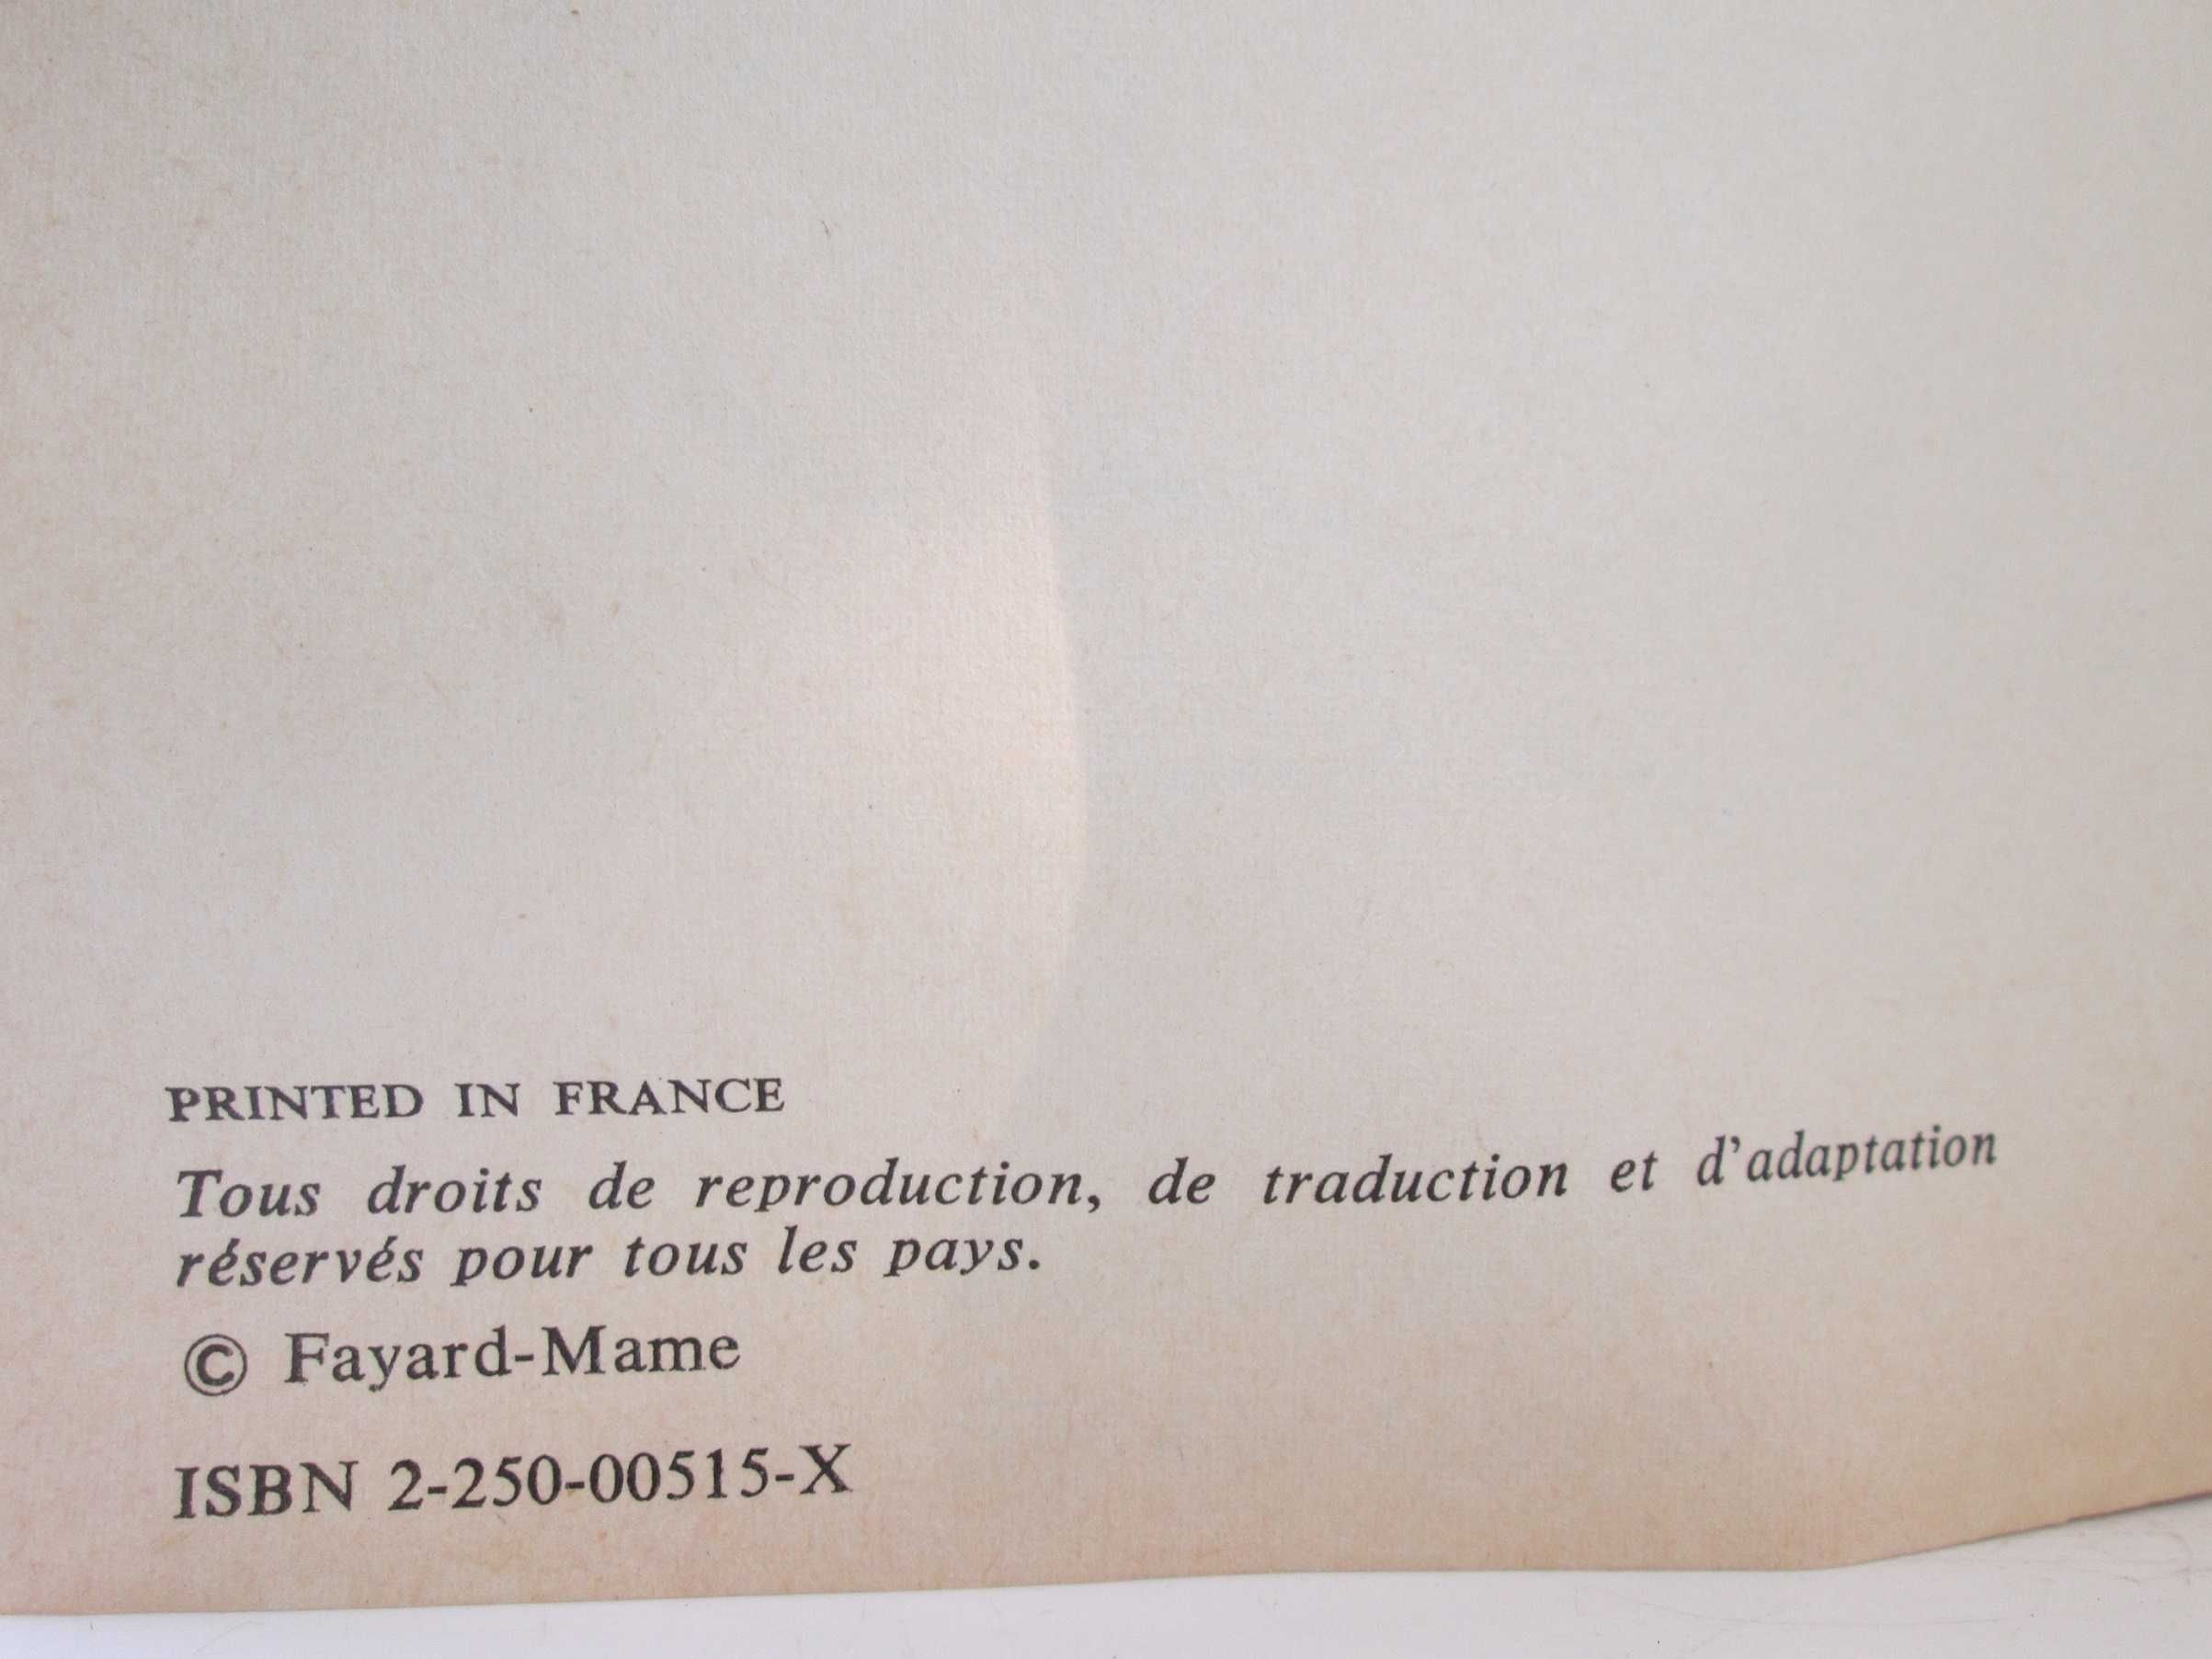 PRINTED IN FRANCE
Tous droits de reproduction, de traduction et d'adaptation
réservés pour tous les pays.
© Fayard-Mame
ISBN 2-250-00515-X